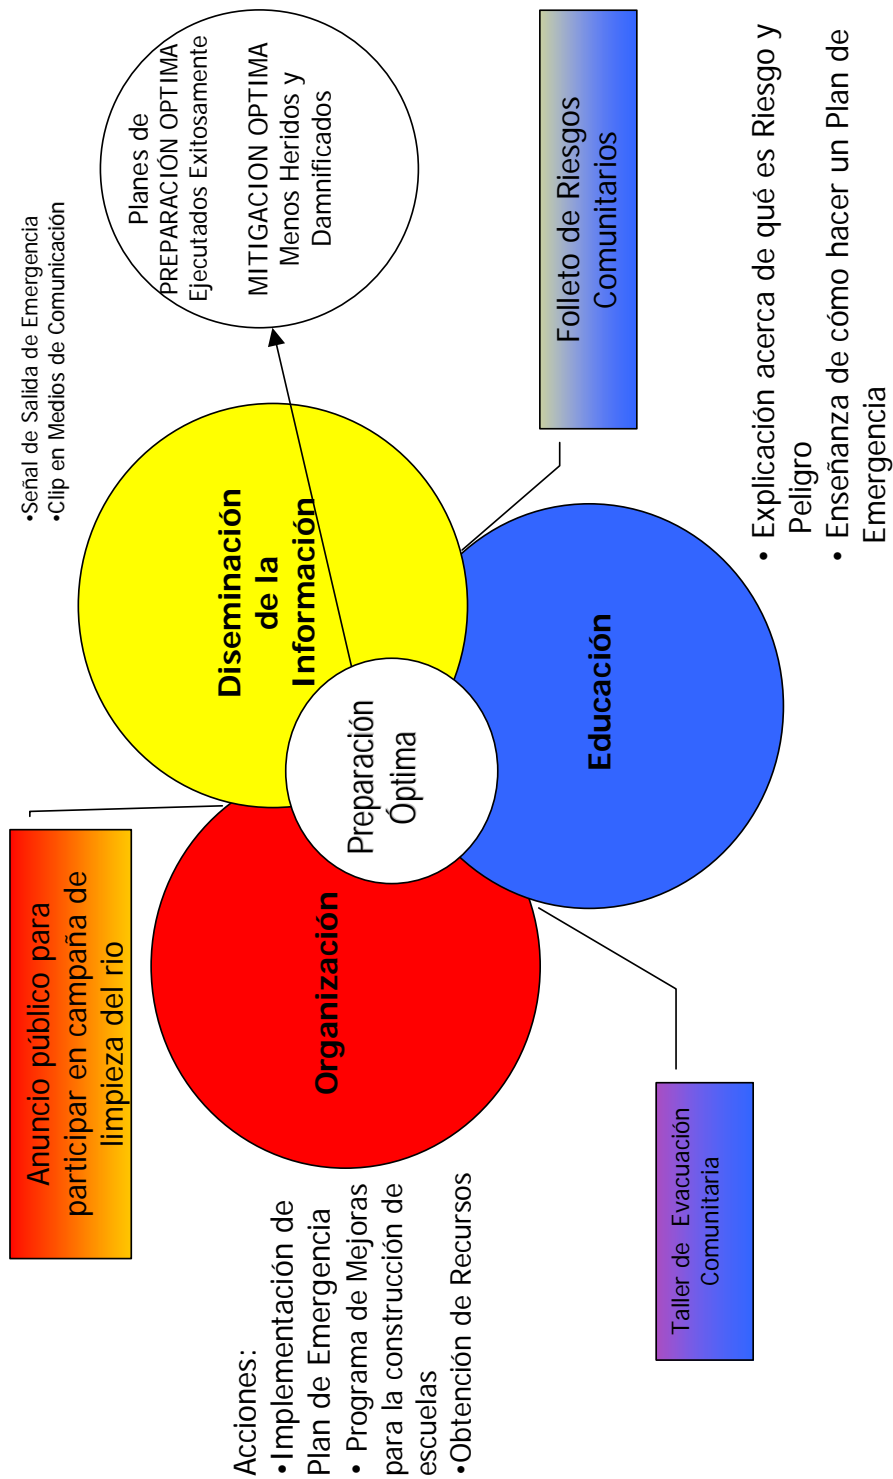 Anuncio público para
participar en campaña de
limpieza del rio
•Señal de Salida de Emergencia
•Clip en Medios de Comunicación
Planes de
PREPARACIÓN OPTIMA
Ejecutados Exitosamente
MITIGACION OPTIMA
Menos Heridos y
Damnificados
Diseminación
de la
Información
Acciones:
•Implementación de
Plan de Emergencia
• Programa de Mejoras
para la construcción de
escuelas
•Obtención de Recursos
Organización
Preparación
Óptima
Folleto de Riesgos
Comunitarios
Educación
Taller de Evacuación
Comunitaria
• Explicación acerca de qué es Riesgo y
Peligro
• Enseñanza de cómo hacer un Plan de
Emergencia